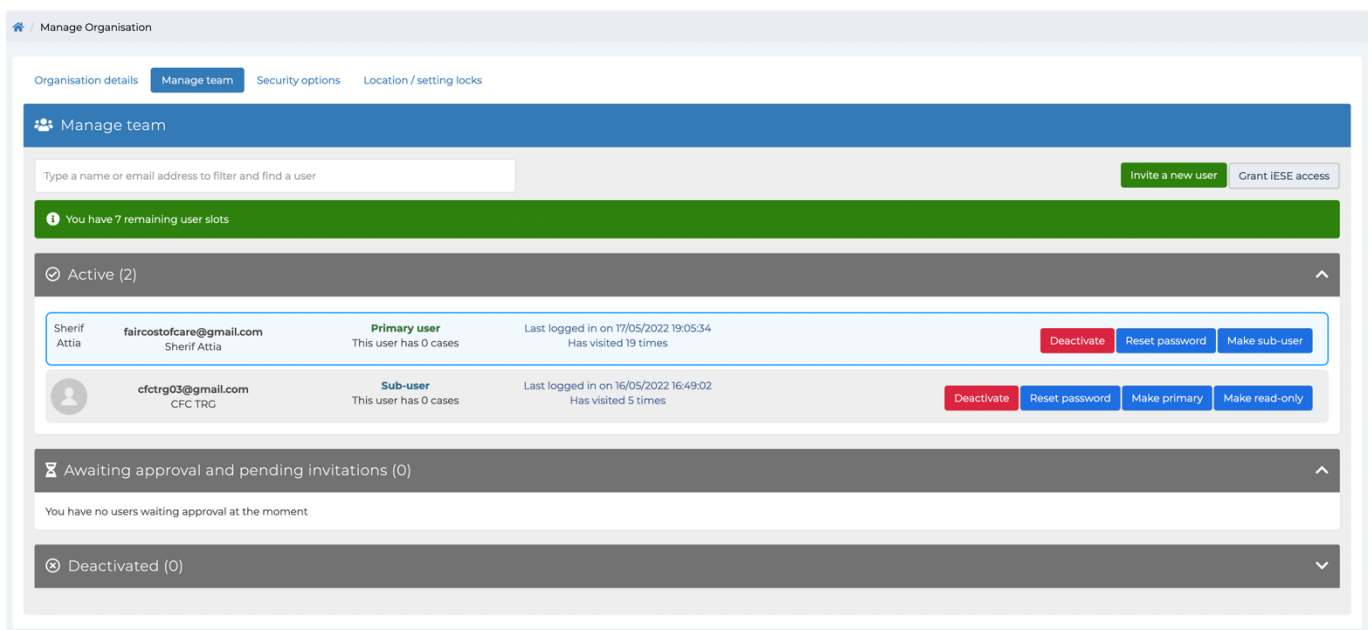 / Manage Organisation
Organisation details Manage team Security options Location / setting locks
Manage team
Type a name or email address to filter and find a user
Invite a new user Grant iESE access
You have 7 remaining user slots
Active (2)
Sherif Attia
faircostofcare@gmail.com
Sherif Attia
Primary user
This user has 0 cases
Last logged in on 17/05/2022 19:05:34
Has visited 19 times
Deactivate Reset password Make sub-user
cfctrg03@gmail.com
CFC TRG
Sub-user
This user has 0 cases
Last logged in on 16/05/2022 16:49:02
Has visited 5 times
Deactivate Reset password Make primary Make read-only
Awaiting approval and pending invitations (0)
You have no users waiting approval at the moment
Deactivated (0)